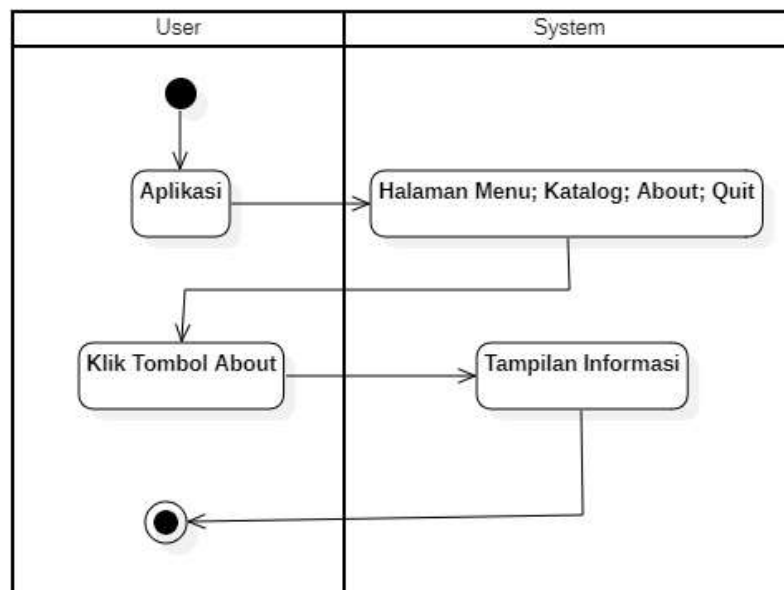 User
System
Aplikasi
Halaman Menu; Katalog; About; Quit
Klik Tombol About
Tampilan Informasi